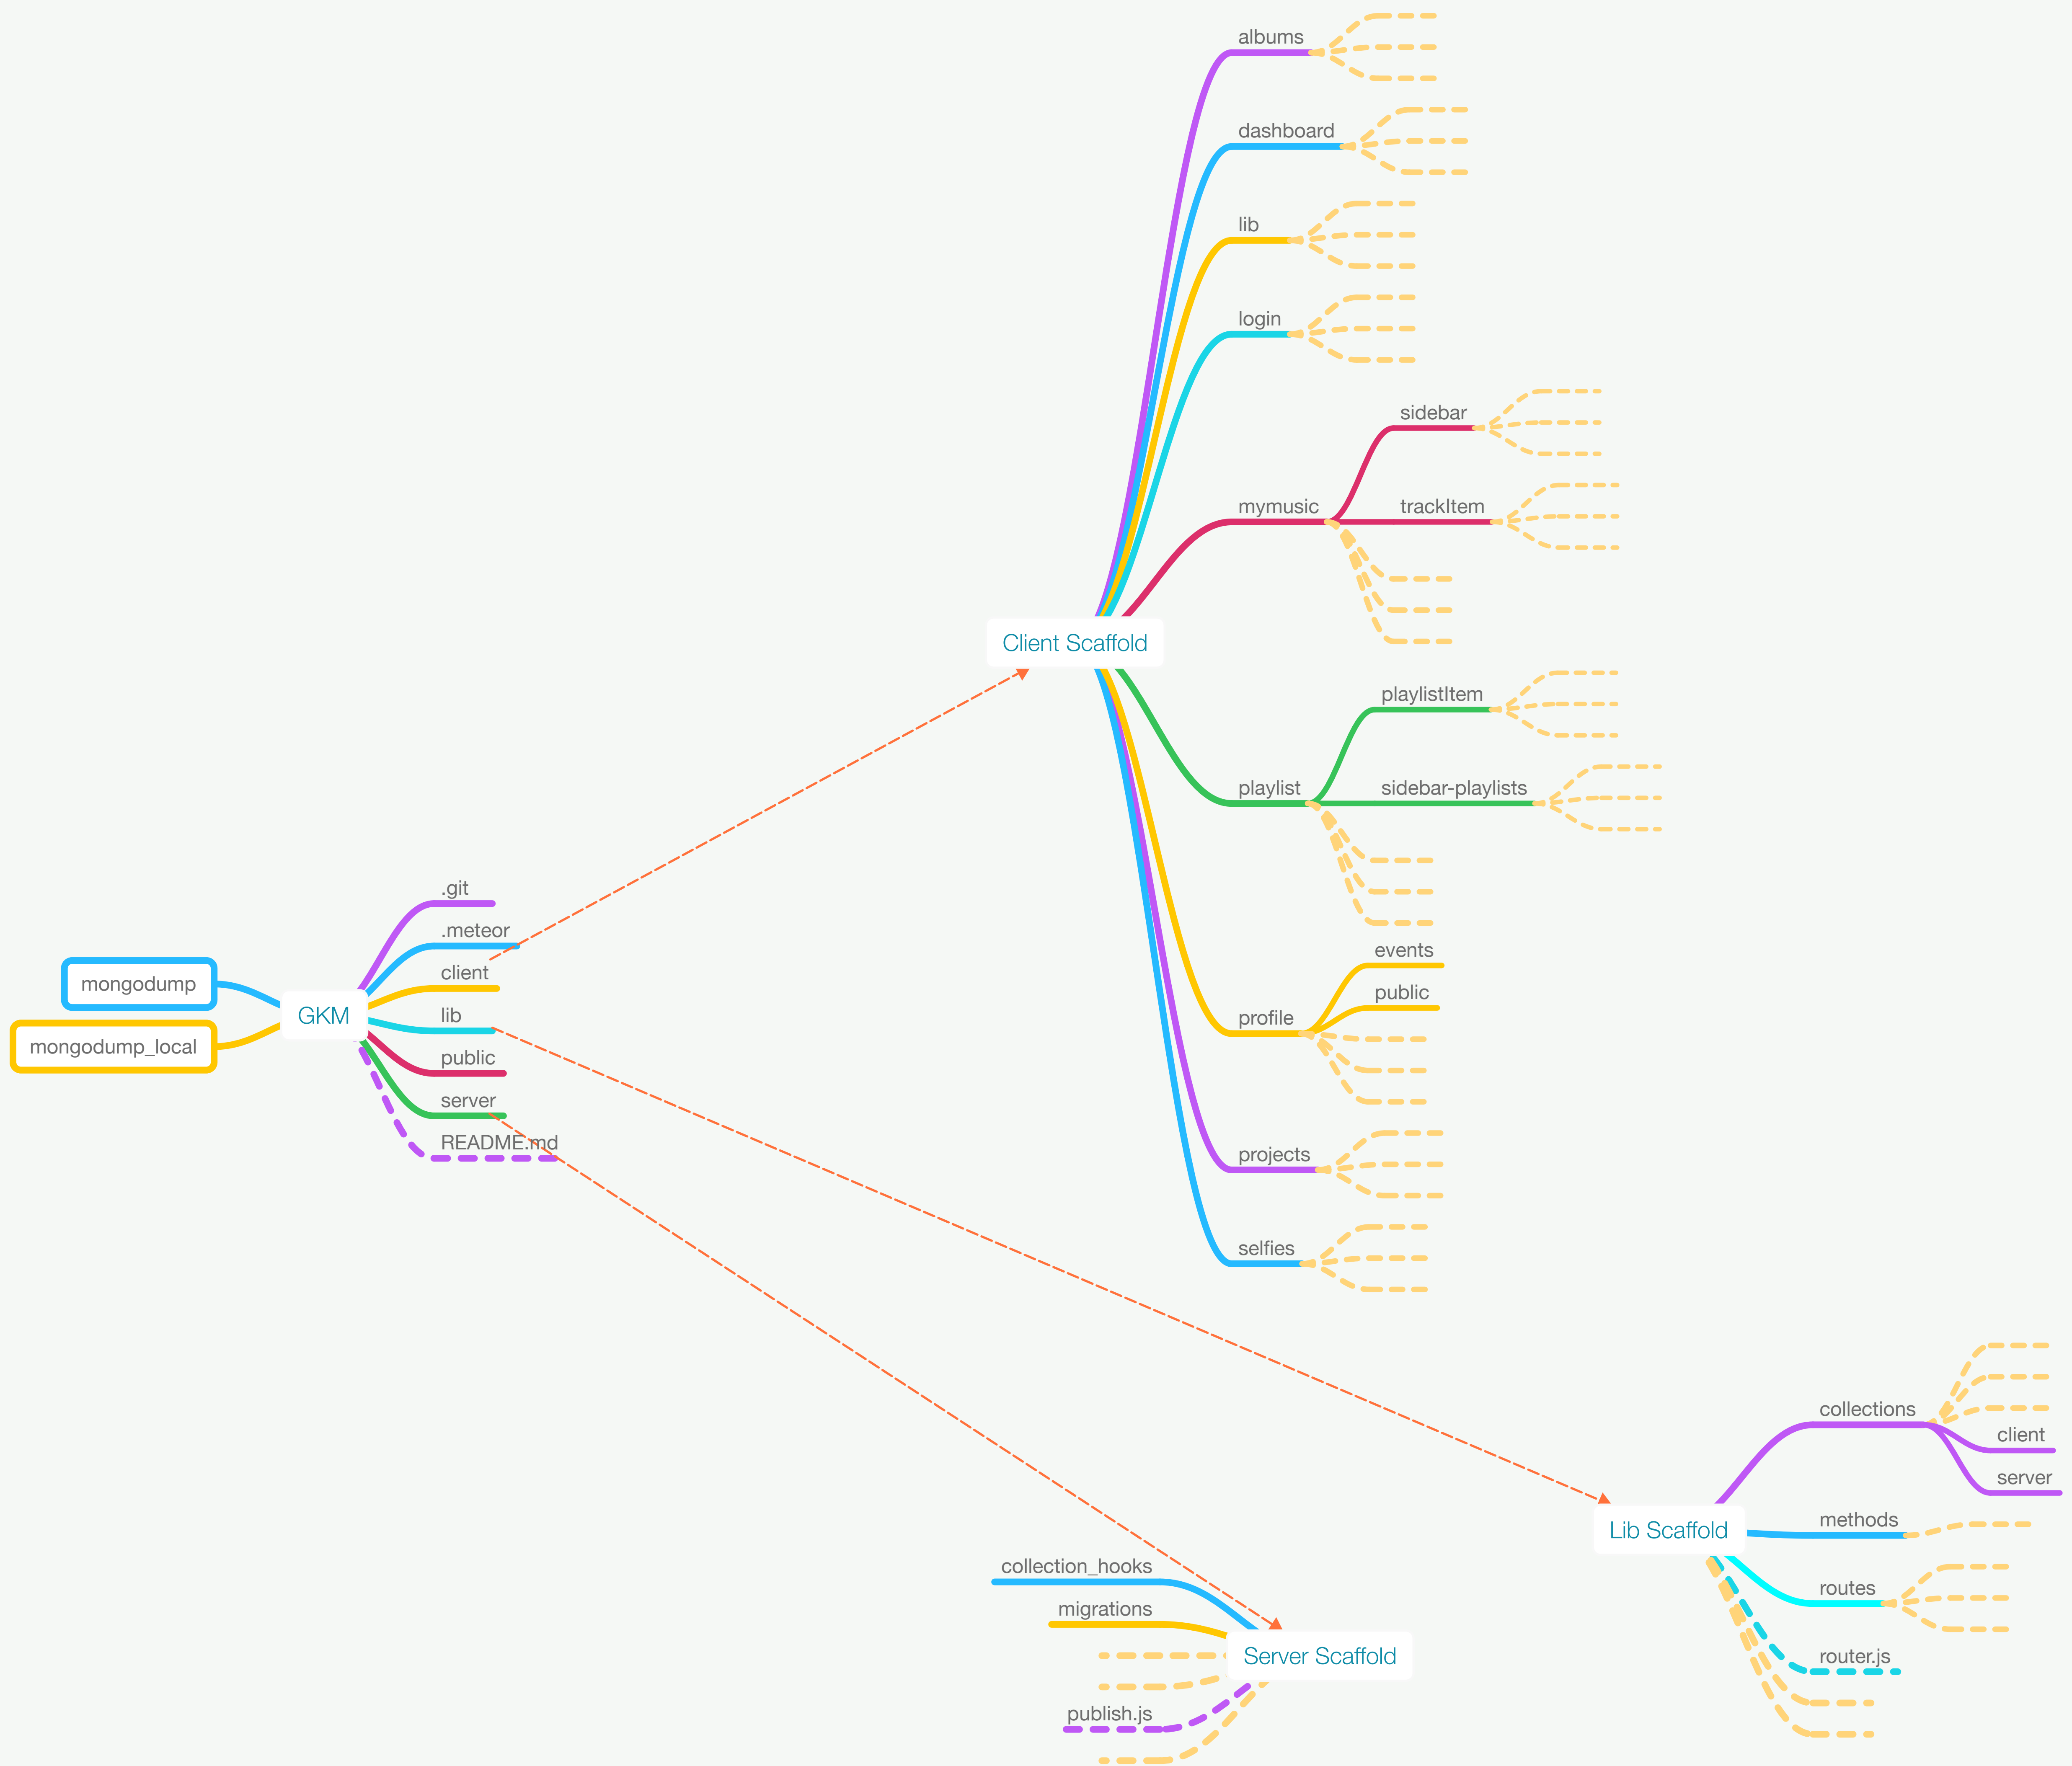 albums
dashboard
lib
login
sidebar
mymusic
trackItem
Client Scaffold
playlistItem
playlist
sidebar-playlists
.git
.meteor
client
lib
public
server
README.md
mongodump
mongodump_local
GKM
events
public
profile
projects
selfies
collections
client
server
Lib Scaffold
methods
routes
router.js
collection_hooks
migrations
Server Scaffold
publish.js